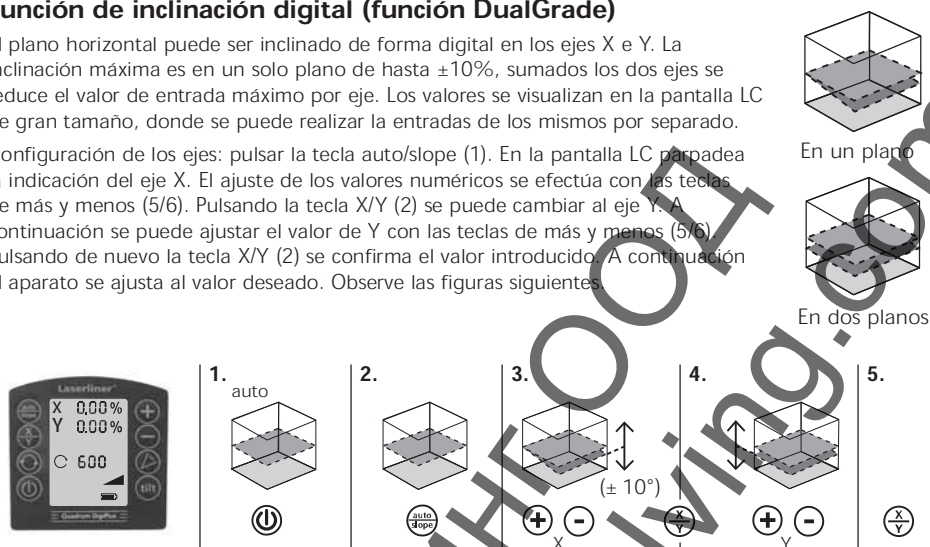 unción de inclinación digital (función DualGrade)
l plano horizontal puede ser inclinado de forma digital en los ejes X e Y. La
nclinación máxima es en un solo plano de hasta ±10%, sumados los dos ejes se
educe el valor de entrada máximo por eje. Los valores se visualizan en la pantalla LC
e gran tamaño, donde se puede realizar la entradas de los mismos por separado.
onfiguración de los ejes: pulsar la tecla auto/slope (1). En la pantalla LC parpadea
a indicación del eje X. El ajuste de los valores numéricos se efectúa con las teclas
e más y menos (5/6). Pulsando la tecla X/Y (2) se puede cambiar al eje Y. A
ontinuación se puede ajustar el valor de Y con las teclas de más y menos (5/6).
ulsando de nuevo la tecla X/Y (2) se confirma el valor introducido. A continuación
l aparato se ajusta al valor deseado. Observe las figuras siguientes.
En un plano
En dos planos
Laserliner
X 0,00%
Y 0.00%
C 600
tilt
Quadrum DigiPlus
1.
auto
2.
auto
slope
3.
(± 10°)
+ -
X
X
Y
4.
+ -
Y
5.
X
Y
НГ ООД
lving.com